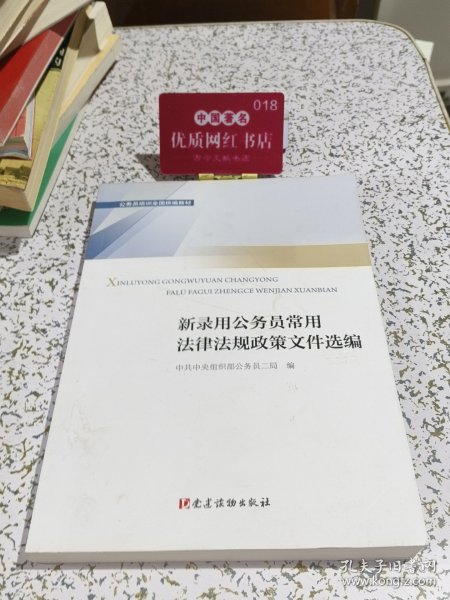 018
中国著名
优质网红书店
公务员培训全国统编教材
XINLUYONG GONGWUYUAN CHANGYONG
FALÜ FAGUI ZHENGCE WENJIAN XUANBIAN
新录用公务员常用
法律法规政策文件选编
中共中央组织部公务员二局 编
党建读物出版社
孔夫子旧书网
www.kongfz.com